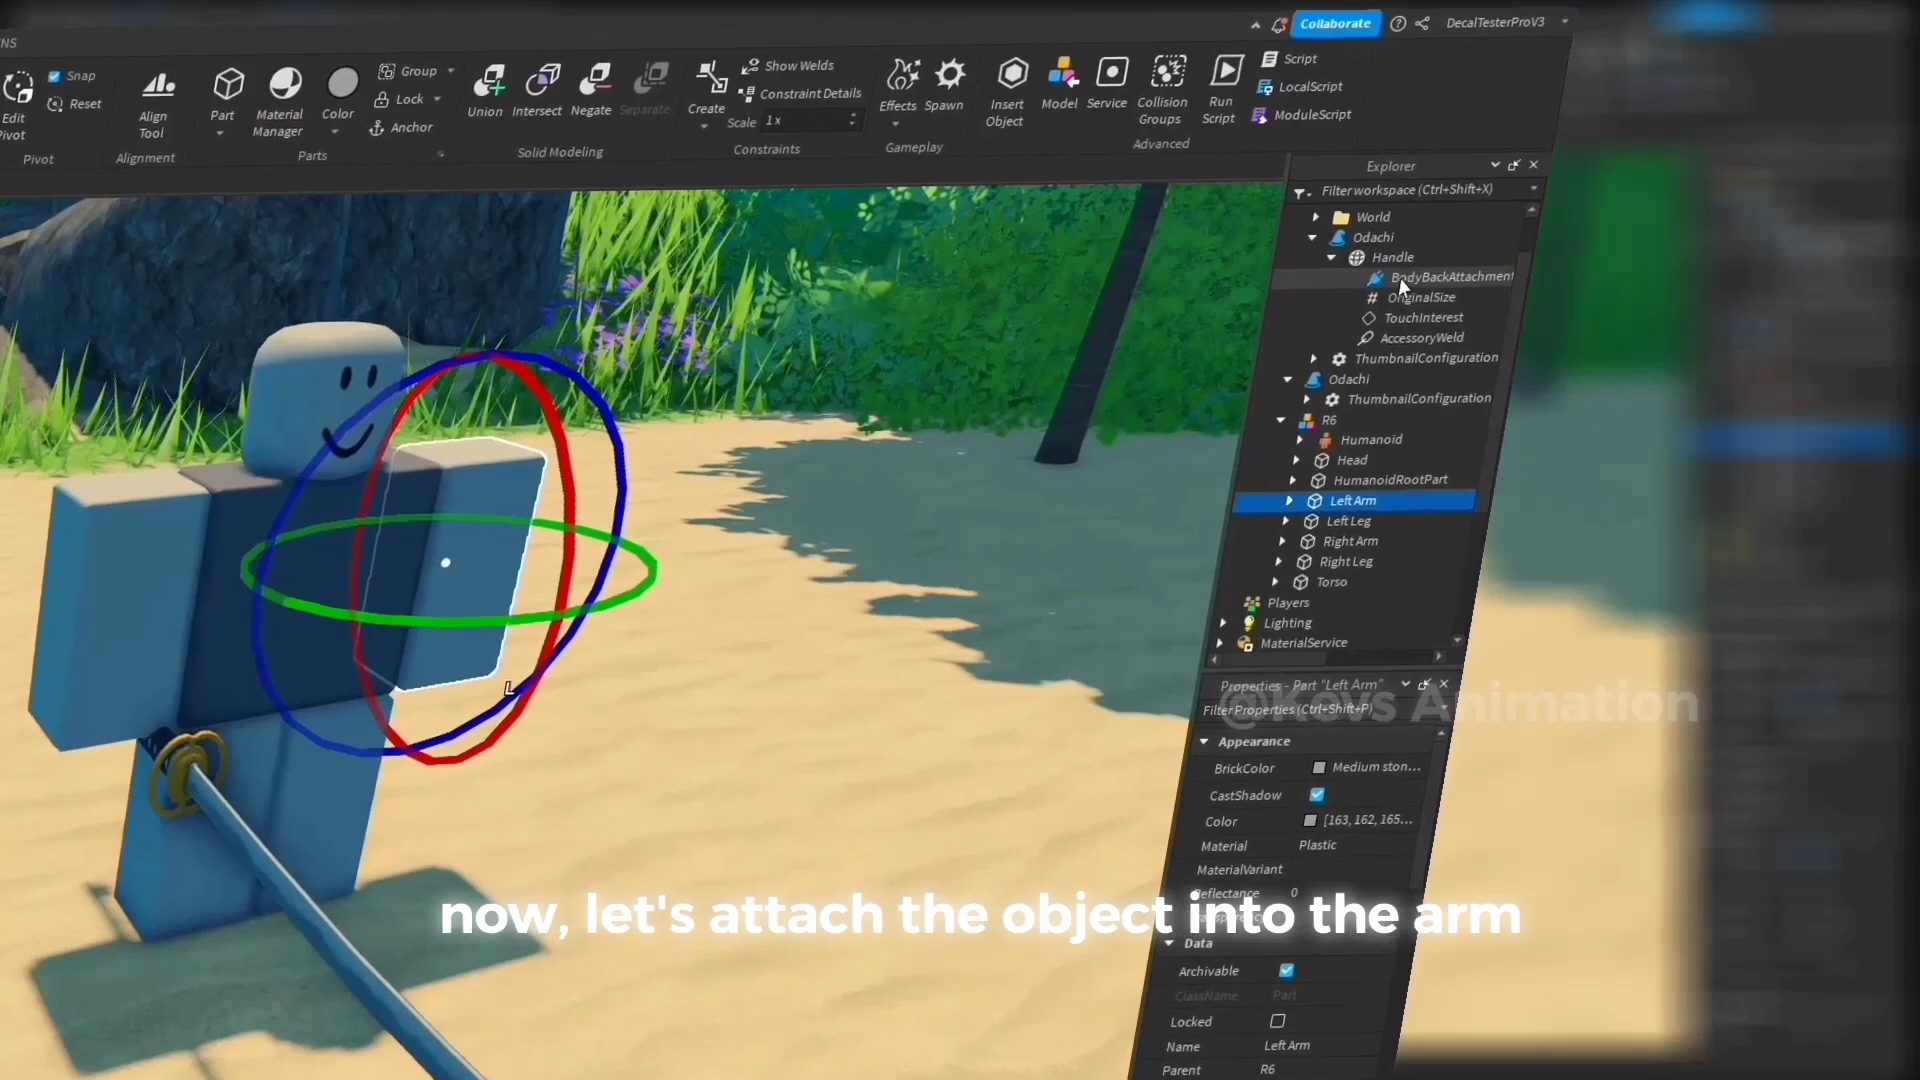 NS
Collaborate
DecalTesterProV3
Edit
Pivot
Snap
Reset
Pivot
Align
Tool
Alignment
Part
Material
Manager
Color
Group
Lock
Anchor
Parts
Union
Intersect
Negate
Separate
Solid Modeling
Create
Show Welds
Constraint Details
Scale 1 x
Constraints
Effects
Spawn
Gameplay
Insert
Object
Model
Service
Collision
Groups
Run
Script
Script
LocalScript
ModuleScript
Advanced
Explorer
Filter workspace (Ctrl+Shift+X)
World
Odachi
Handle
BodyBackAttachment
# OriginalSize
TouchInterest
AccessoryWeld
ThumbnailConfiguration
Odachi
ThumbnailConfiguration
R6
Humanoid
Head
HumanoidRootPart
Left Arm
Left Leg
Right Arm
Right Leg
Torso
Players
Lighting
MaterialService
Properties - Part "Left Arm"
@Kevs Animation
Filter Properties (Ctrl+Shift+P)
Appearance
BrickColor Medium ston...
CastShadow
Color [163, 162, 165...
Material Plastic
MaterialVariant
Reflectance 0
now, let's attach the object into the arm
Data
Archivable
ClassName Part
Locked
Name Left Arm
Parent R6
L